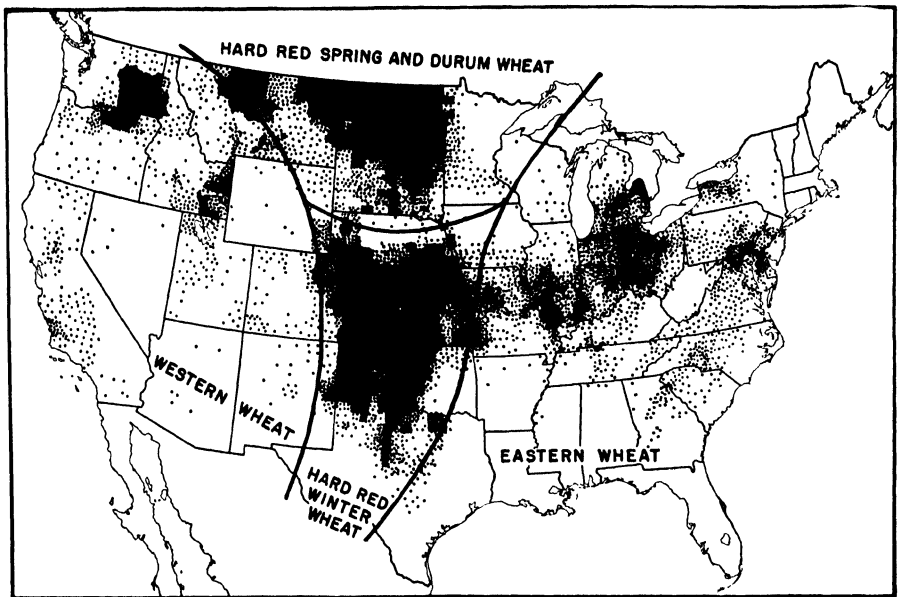 HARD RED SPRING AND DURUM WHEAT
WESTERN WHEAT
EASTERN WHEAT
HARD RED
WINTER
WHEAT